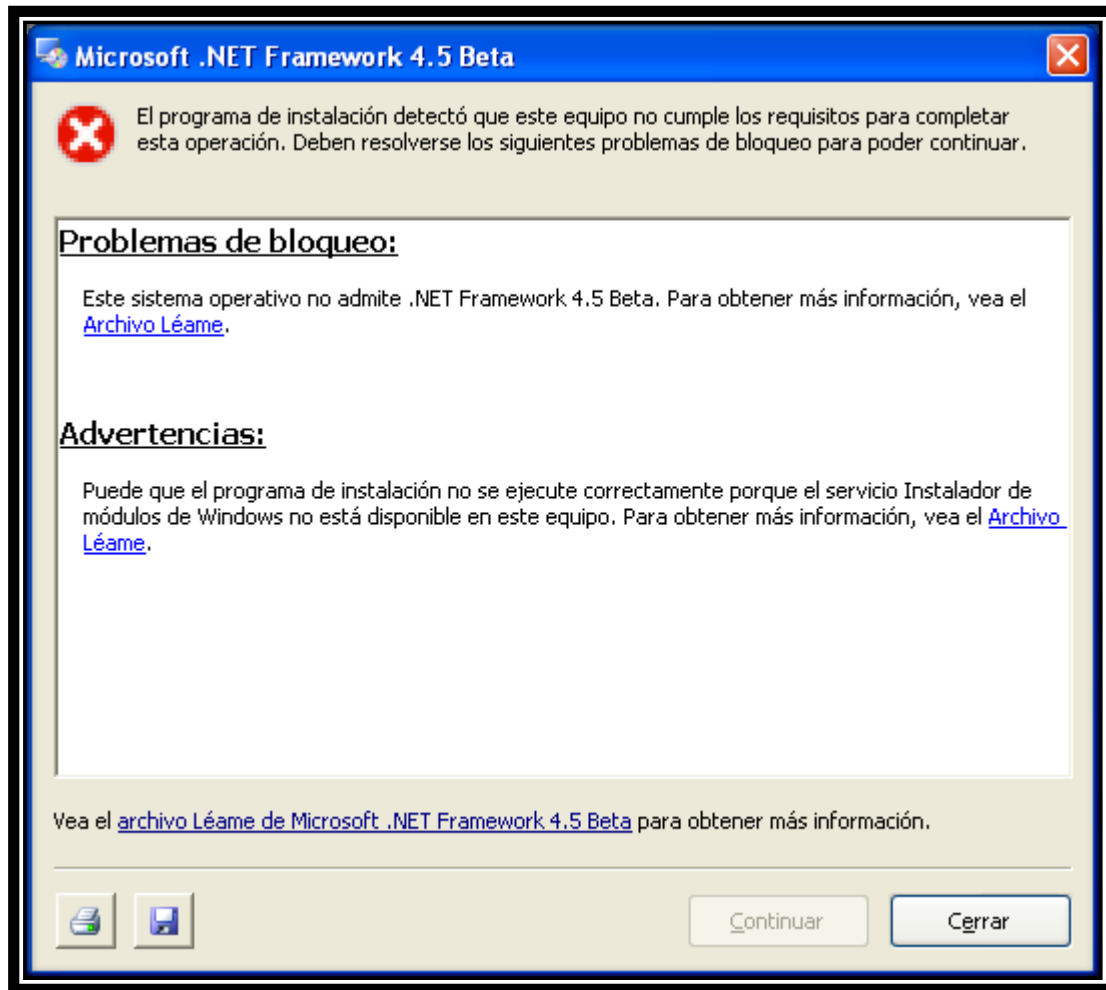 Microsoft .NET Framework 4.5 Beta
El programa de instalación detectó que este equipo no cumple los requisitos para completar
esta operación. Deben resolverse los siguientes problemas de bloqueo para poder continuar.
Problemas de bloqueo:
Este sistema operativo no admite .NET Framework 4.5 Beta. Para obtener más información, vea el
Archivo Léame.
Advertencias:
Puede que el programa de instalación no se ejecute correctamente porque el servicio Instalador de
módulos de Windows no está disponible en este equipo. Para obtener más información, vea el Archivo
Léame.
Vea el archivo Léame de Microsoft .NET Framework 4.5 Beta para obtener más información.
Continuar
Cerrar